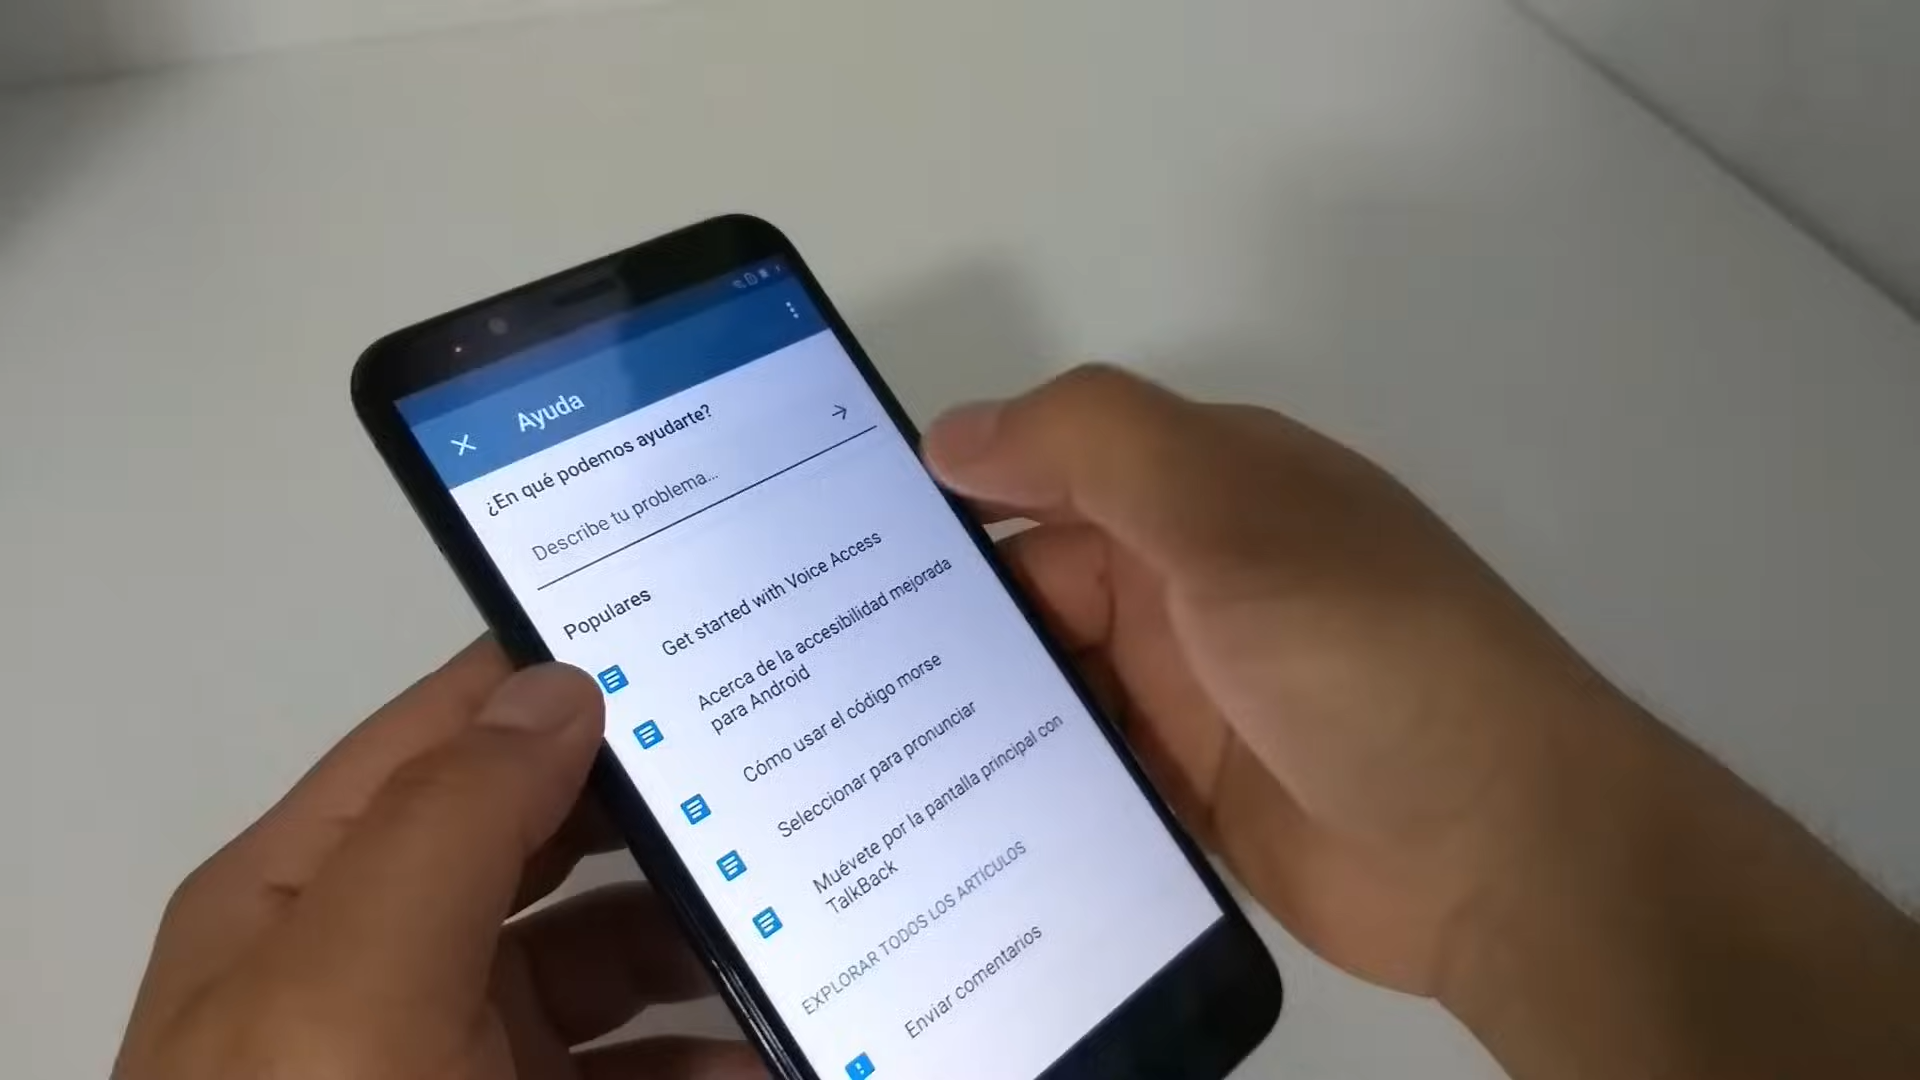 Ayuda
¿En qué podemos ayudarte?
Describe tu problema...
Populares
Get started with Voice Access
Acerca de la accesibilidad mejorada
para Android
Cómo usar el código morse
Seleccionar para pronunciar
Muévete por la pantalla principal con
TalkBack
EXPLORAR TODOS LOS ARTÍCULOS
Enviar comentarios